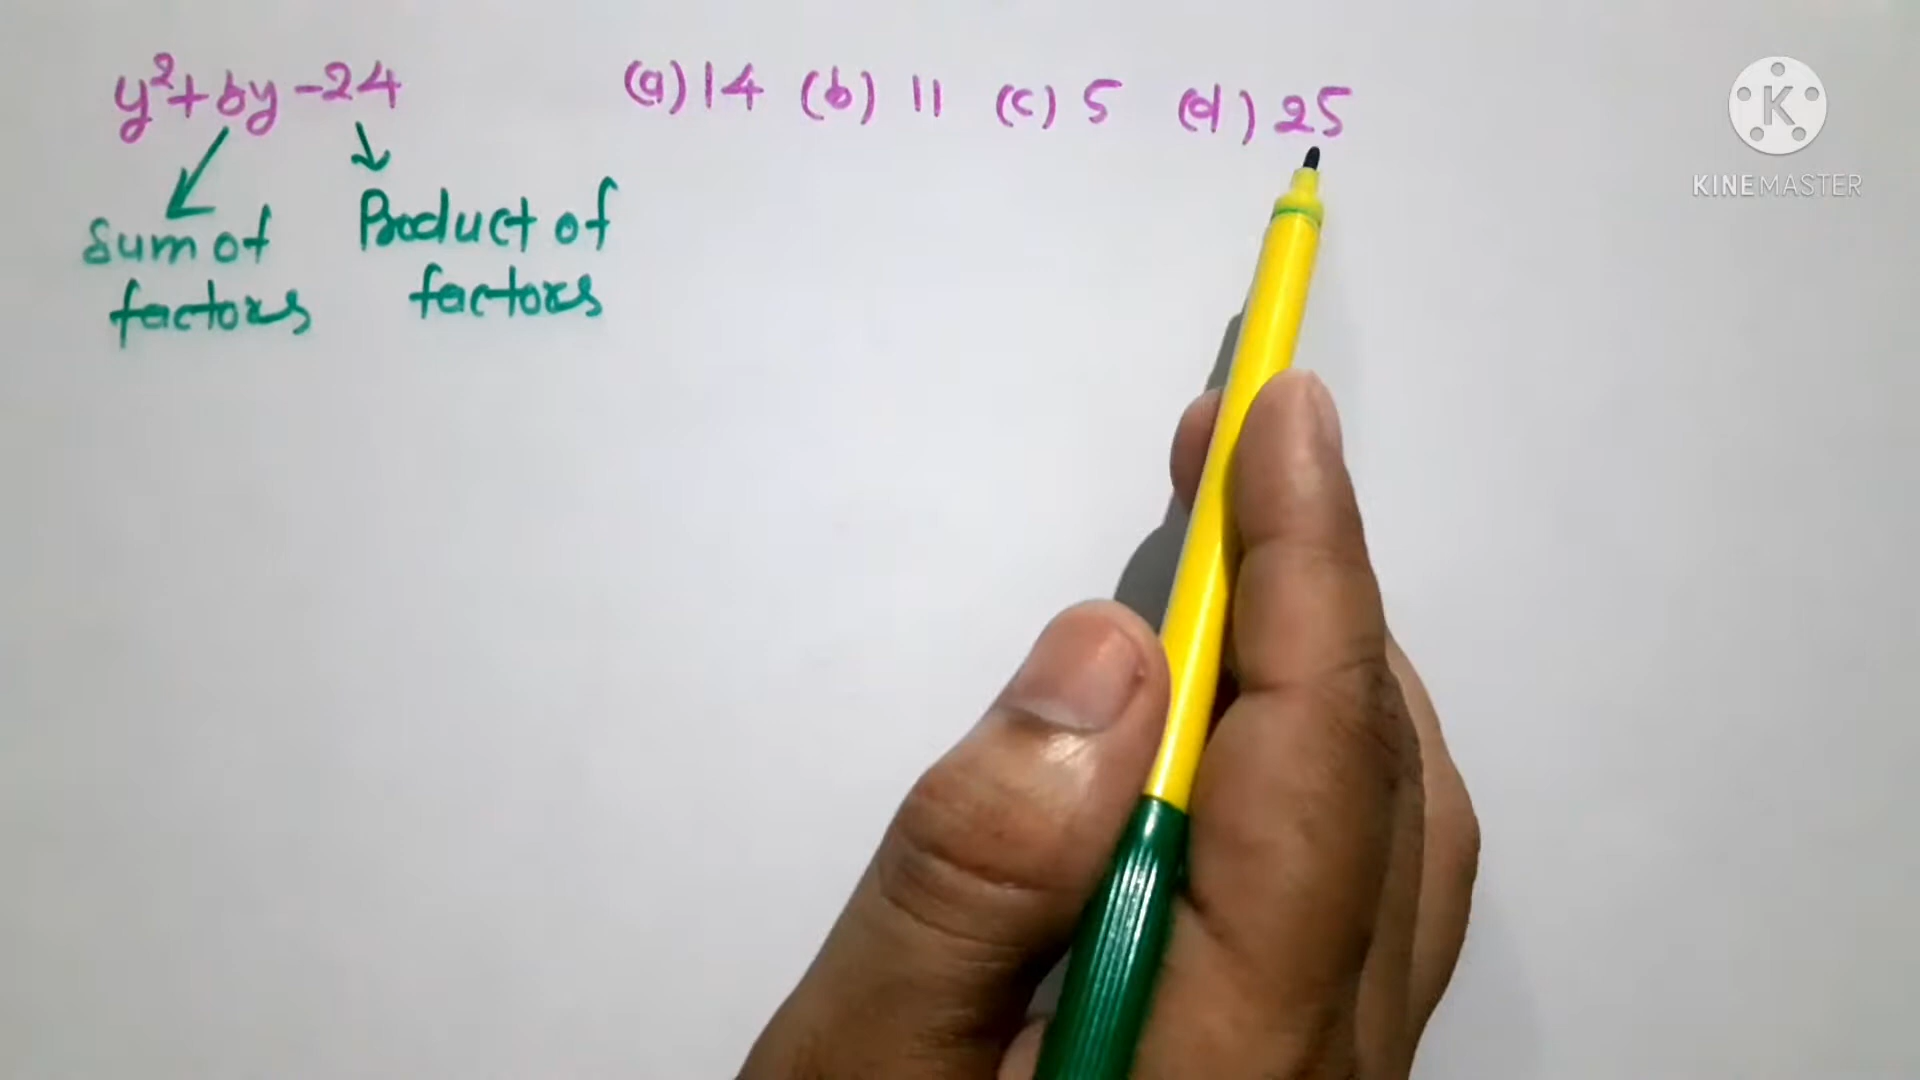 y²+by-24 (a) 14 (b) 11 (c) 5 (d) 25
Sum of factors
Product of factors
K
KINEMASTER